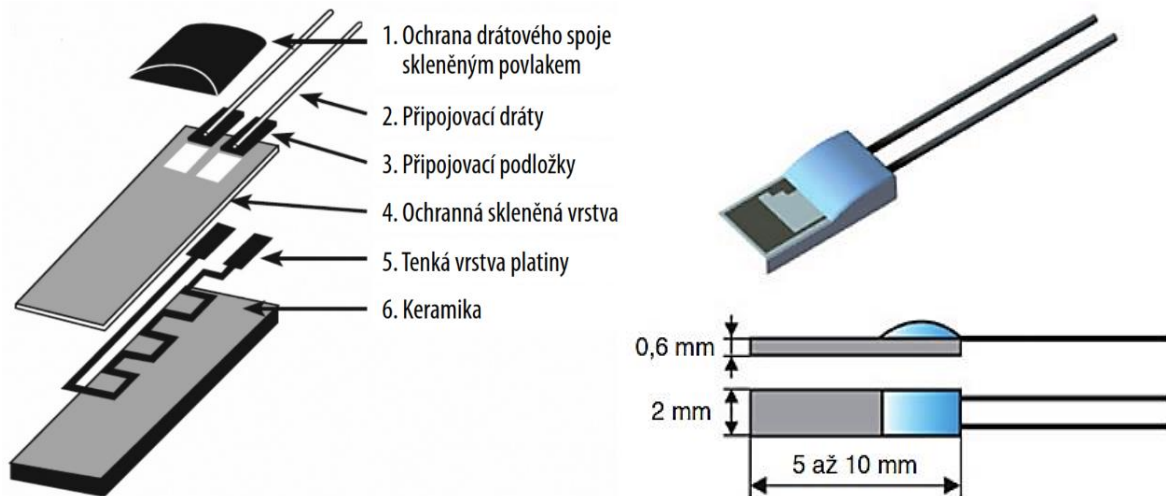 1. Ochrana drátového spoje
skleněným povlakem
2. Připojovací dráty
3. Připojovací podložky
4. Ochranná skleněná vrstva
5. Tenká vrstva platiny
6. Keramika
0,6 mm
2 mm
5 až 10 mm